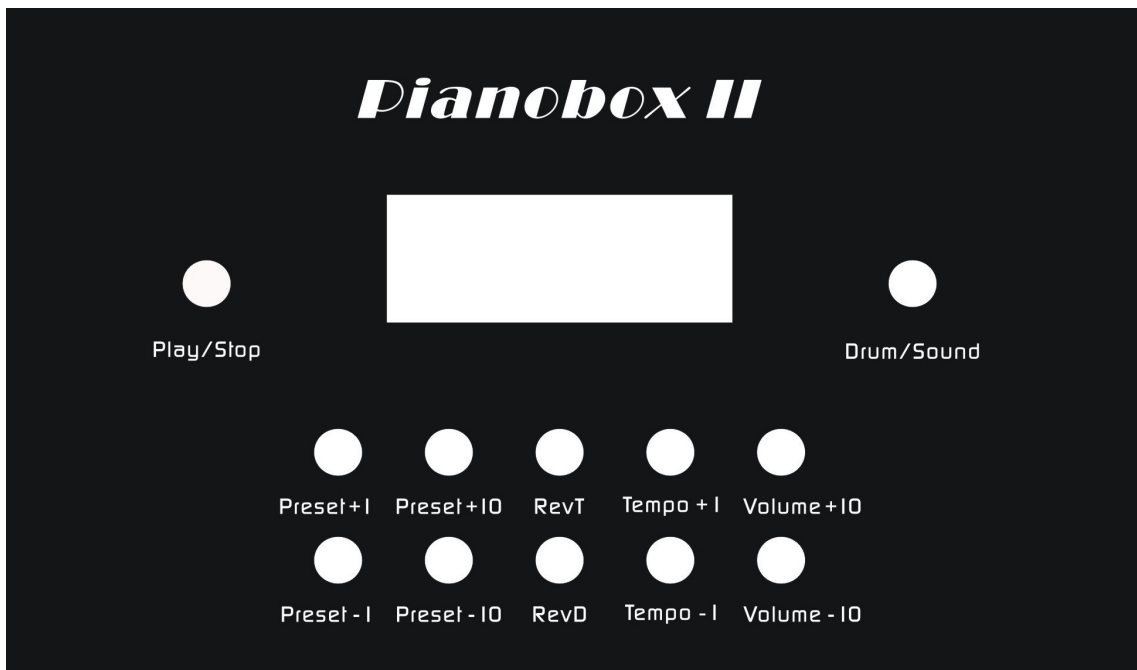 Pianobox II
Play/Stop
Drum/Sound
Preset+1 Preset+10 RevT Tempo +1 Volume+10
Preset-1 Preset-10 RevD Tempo -1 Volume-10